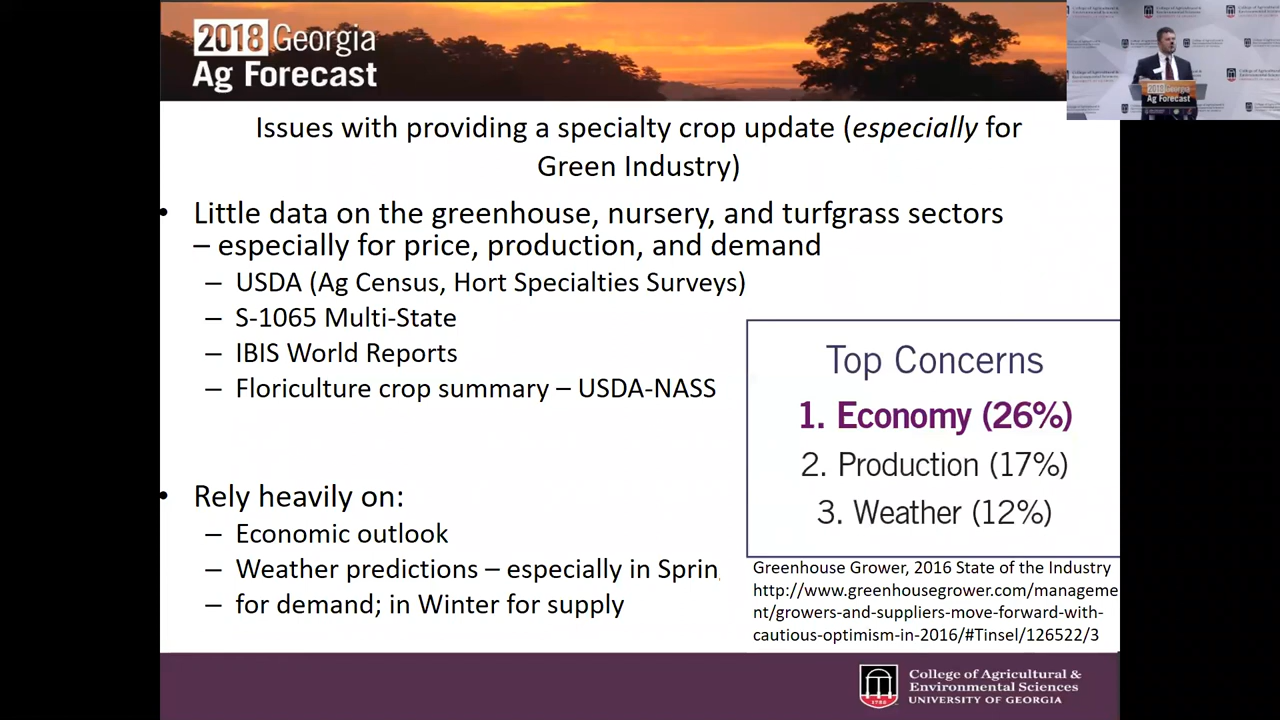 2018 Georgia
Ag Forecast
Issues with providing a specialty crop update (especially for
Green Industry)
• Little data on the greenhouse, nursery, and turfgrass sectors
– especially for price, production, and demand
– USDA (Ag Census, Hort Specialties Surveys)
– S-1065 Multi-State
– IBIS World Reports
– Floriculture crop summary – USDA-NASS
• Rely heavily on:
– Economic outlook
– Weather predictions – especially in Sprin
– for demand; in Winter for supply
Top Concerns
1. Economy (26%)
2. Production (17%)
3. Weather (12%)
Greenhouse Grower, 2016 State of the Industry
http://www.greenhousegrower.com/manageme
nt/growers-and-suppliers-move-forward-with-
cautious-optimism-in-2016/#Tinsel/126522/3
1785
College of Agricultural &
Environmental Sciences
UNIVERSITY OF GEORGIA
2018 Georgia
Ag Forecast